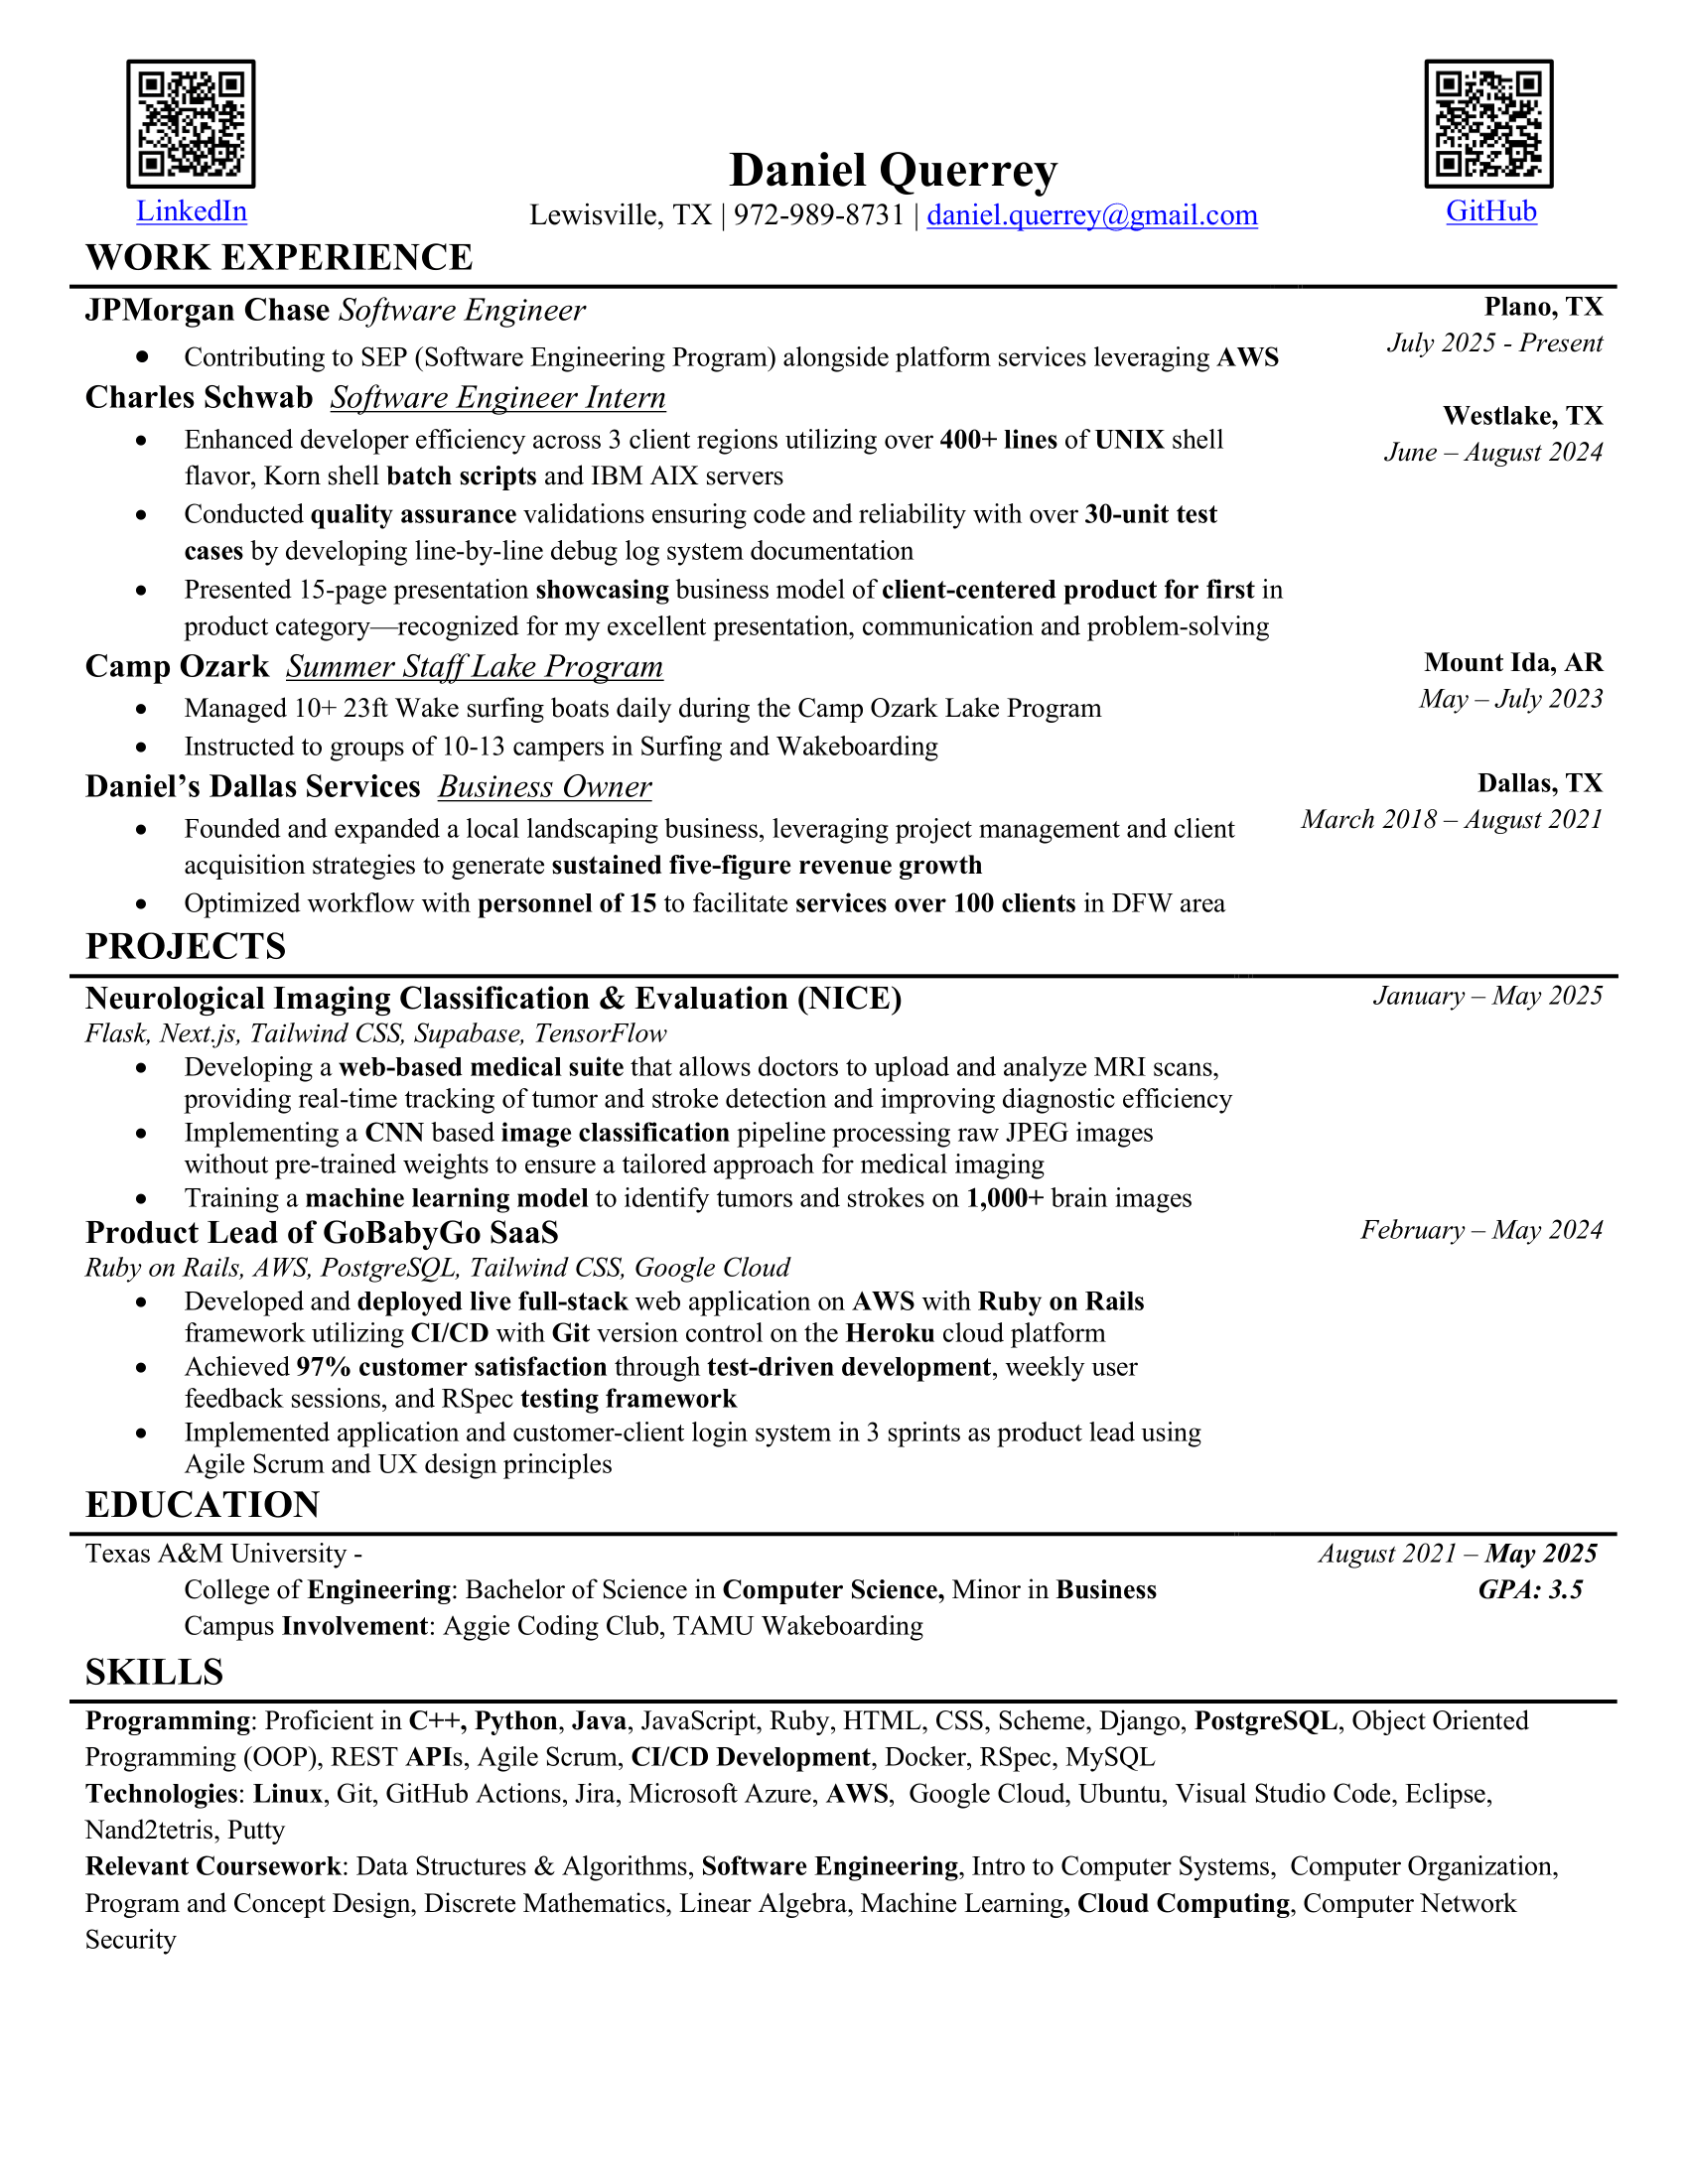 Daniel Querrey
LinkedIn
Lewisville, TX | 972-989-8731 | daniel.querrey@gmail.com
GitHub
WORK EXPERIENCE
JPMorgan Chase Software Engineer
Plano, TX
July 2025 - Present
• Contributing to SEP (Software Engineering Program) alongside platform services leveraging AWS
Charles Schwab Software Engineer Intern
Westlake, TX
June – August 2024
• Enhanced developer efficiency across 3 client regions utilizing over 400+ lines of UNIX shell
flavor, Korn shell batch scripts and IBM AIX servers
• Conducted quality assurance validations ensuring code and reliability with over 30-unit test
cases by developing line-by-line debug log system documentation
• Presented 15-page presentation showcasing business model of client-centered product for first in
product category—recognized for my excellent presentation, communication and problem-solving
Camp Ozark Summer Staff Lake Program
Mount Ida, AR
May – July 2023
• Managed 10+ 23ft Wake surfing boats daily during the Camp Ozark Lake Program
• Instructed to groups of 10-13 campers in Surfing and Wakeboarding
Daniel’s Dallas Services Business Owner
Dallas, TX
March 2018 – August 2021
• Founded and expanded a local landscaping business, leveraging project management and client
acquisition strategies to generate sustained five-figure revenue growth
• Optimized workflow with personnel of 15 to facilitate services over 100 clients in DFW area
PROJECTS
Neurological Imaging Classification & Evaluation (NICE)
January – May 2025
Flask, Next.js, Tailwind CSS, Supabase, TensorFlow
• Developing a web-based medical suite that allows doctors to upload and analyze MRI scans,
providing real-time tracking of tumor and stroke detection and improving diagnostic efficiency
• Implementing a CNN based image classification pipeline processing raw JPEG images
without pre-trained weights to ensure a tailored approach for medical imaging
• Training a machine learning model to identify tumors and strokes on 1,000+ brain images
Product Lead of GoBabyGo SaaS
February – May 2024
Ruby on Rails, AWS, PostgreSQL, Tailwind CSS, Google Cloud
• Developed and deployed live full-stack web application on AWS with Ruby on Rails
framework utilizing CI/CD with Git version control on the Heroku cloud platform
• Achieved 97% customer satisfaction through test-driven development, weekly user
feedback sessions, and RSpec testing framework
• Implemented application and customer-client login system in 3 sprints as product lead using
Agile Scrum and UX design principles
EDUCATION
Texas A&M University -
August 2021 – May 2025
College of Engineering: Bachelor of Science in Computer Science, Minor in Business
GPA: 3.5
Campus Involvement: Aggie Coding Club, TAMU Wakeboarding
SKILLS
Programming: Proficient in C++, Python, Java, JavaScript, Ruby, HTML, CSS, Scheme, Django, PostgreSQL, Object Oriented
Programming (OOP), REST APIs, Agile Scrum, CI/CD Development, Docker, RSpec, MySQL
Technologies: Linux, Git, GitHub Actions, Jira, Microsoft Azure, AWS, Google Cloud, Ubuntu, Visual Studio Code, Eclipse,
Nand2tetris, Putty
Relevant Coursework: Data Structures & Algorithms, Software Engineering, Intro to Computer Systems, Computer Organization,
Program and Concept Design, Discrete Mathematics, Linear Algebra, Machine Learning, Cloud Computing, Computer Network
Security